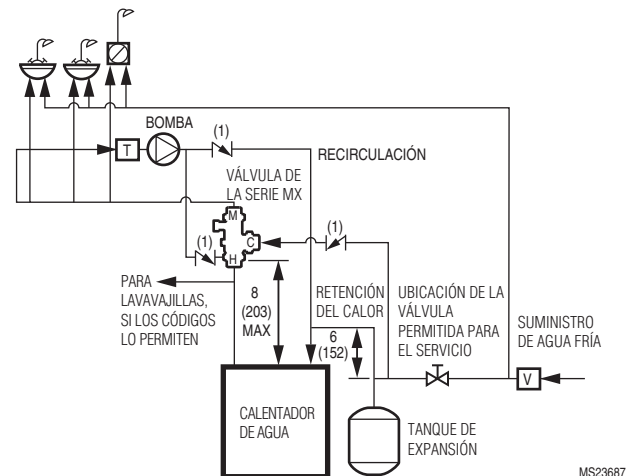 BOMBA
(1)
T
RECIRCULACIÓN
VÁLVULA DE
LA SERIE MX
M
(1)
C
(1)
H
PARA
LAVAVAJILLAS,
SI LOS CÓDIGOS
LO PERMITEN
8
(203)
MAX
RETENCIÓN
DEL CALOR
6
(152)
UBICACIÓN DE LA
VÁLVULA
PERMITIDA PARA
EL SERVICIO
SUMINISTRO
DE AGUA FRÍA
V
CALENTADOR
DE AGUA
TANQUE DE
EXPANSIÓN
MS23687